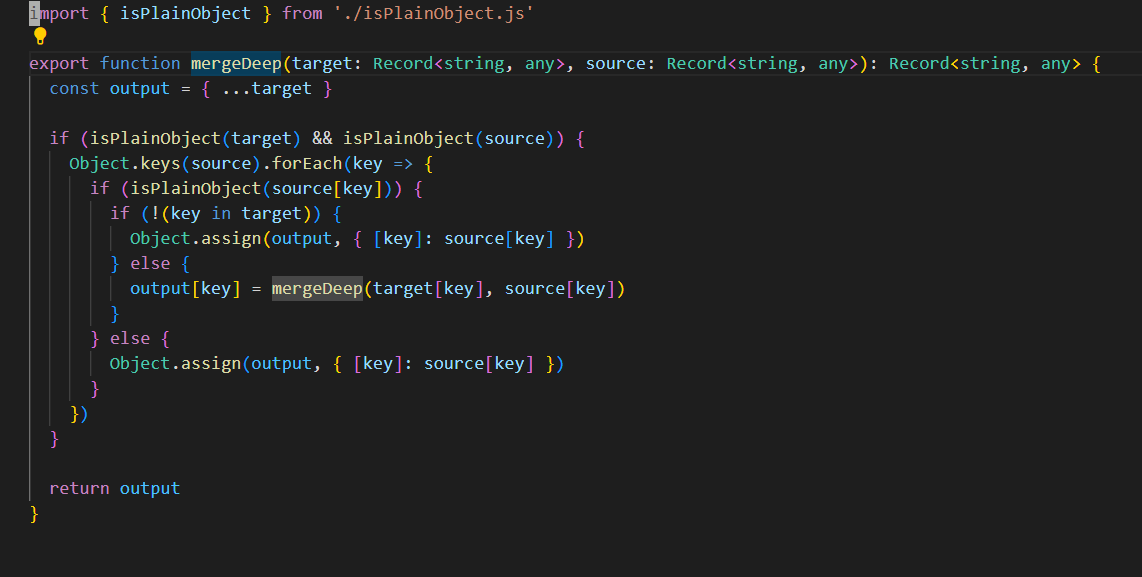 import { isPlainObject } from './isPlainObject.js'
export function mergeDeep(target: Record<string, any>, source: Record<string, any>): Record<string, any> {
const output = { ...target }
if (isPlainObject(target) && isPlainObject(source)) {
Object.keys(source).forEach(key => {
if (isPlainObject(source[key])) {
if (!(key in target)) {
Object.assign(output, { [key]: source[key] })
} else {
output[key] = mergeDeep(target[key], source[key])
}
} else {
Object.assign(output, { [key]: source[key] })
}
})
}
return output
}